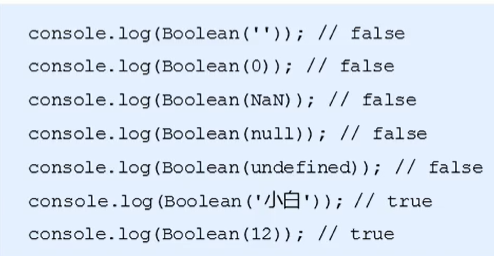 console.log(Boolean('')); // false
console.log(Boolean(0)); // false
console.log(Boolean(NaN)); // false
console.log(Boolean(null)); // false
console.log(Boolean(undefined)); // false
console.log(Boolean('小白')); // true
console.log(Boolean(12)); // true